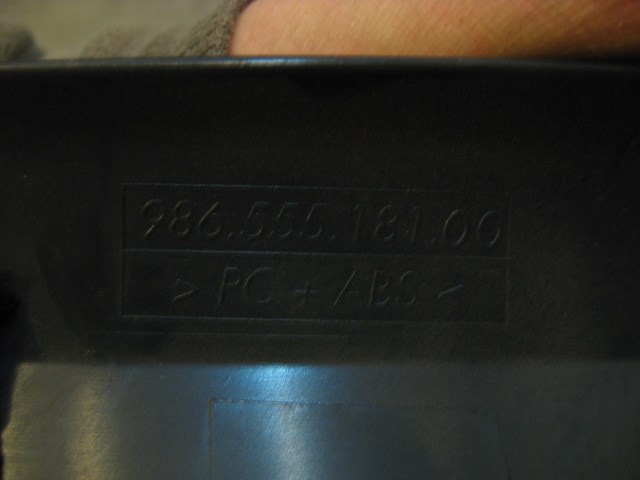 986.555.181.00
> PC + ABS <